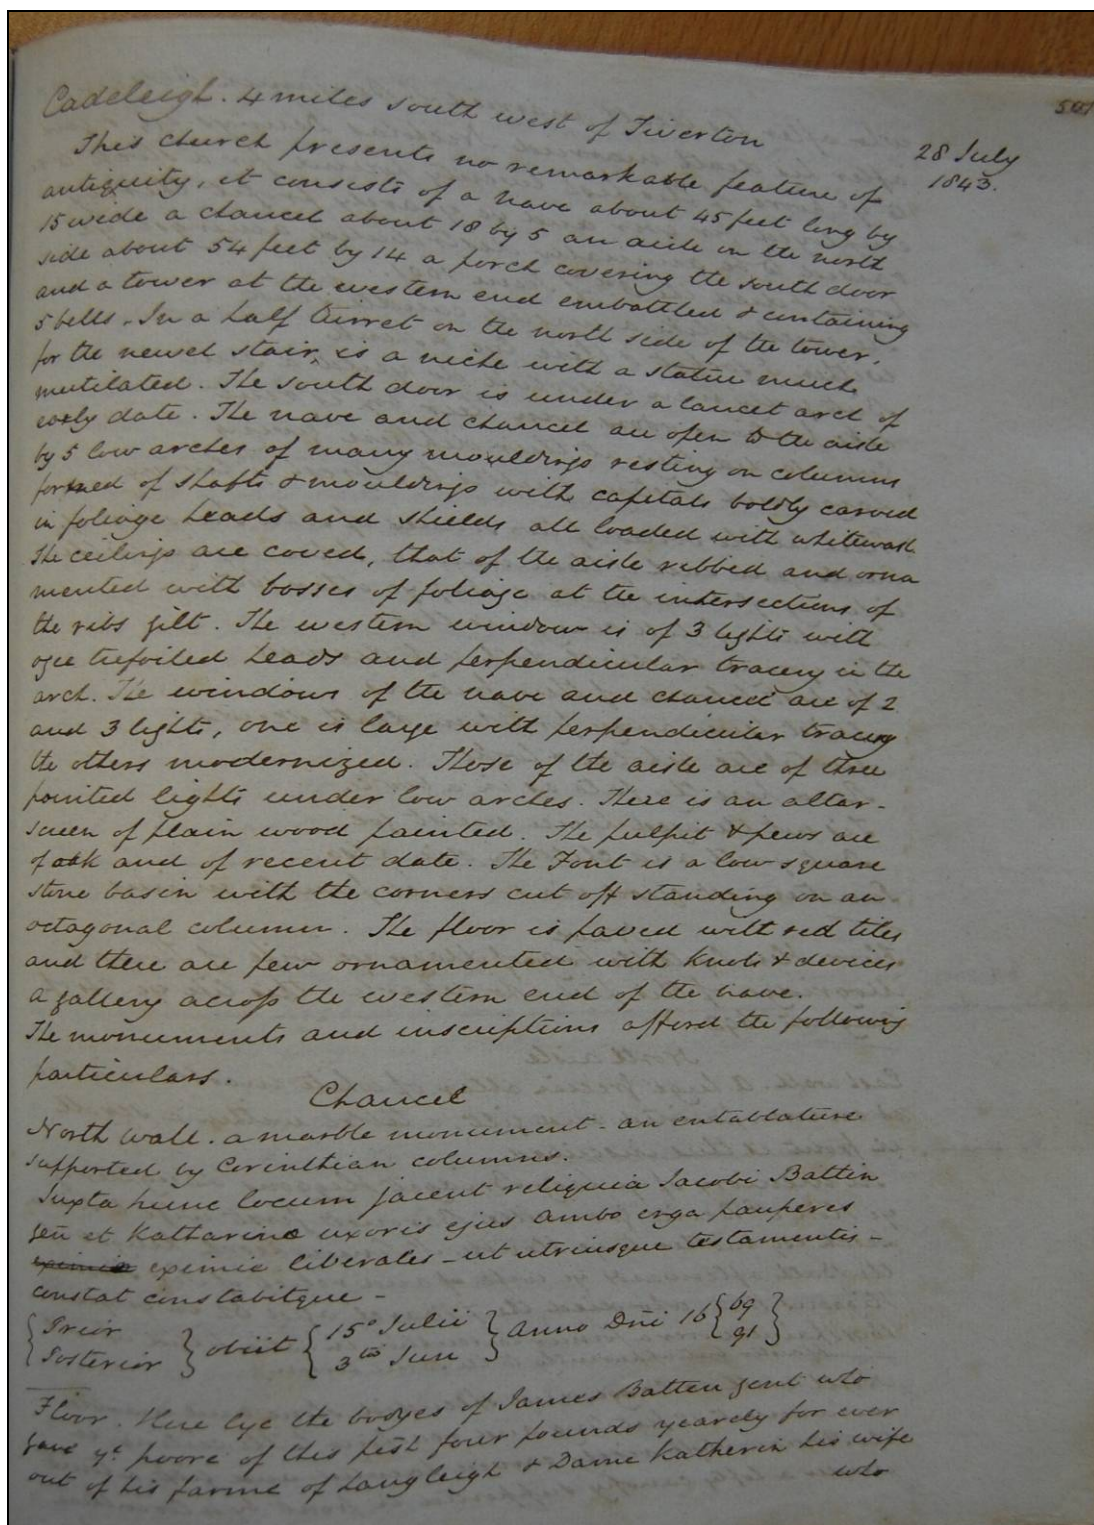 501
Cadeleigh. 4 miles south west of Tiverton
28 July
1843.
This church presents no remarkable feature of
antiquity, it consists of a nave about 45 feet long by
15 wide a chancel about 18 by 5 an aisle on the north
side about 54 feet by 14 a porch covering the south door
and a tower at the western end embattled & containing
5 bells. In a half turret on the north side of the tower,
for the newel stair, is a niche with a statue much
mutilated. The south door is under a lancet arch of
early date. The nave and chancel are open to the aisle
by 5 low arches of many mouldings resting on columns
formed of shafts & mouldings with capitals boldly carved
in foliage heads and shields all loaded with whitewash
The ceilings are coved, that of the aisle ribbed and orna
mented with bosses of foliage at the intersections of
the ribs gilt. The western window is of 3 lights with
ogee trefoiled heads and perpendicular tracery in the
arch. The windows of the nave and chancel are of 2
and 3 lights, one is large with perpendicular tracery
the others modernized. Those of the aisle are of three
pointed lights under low arches. There is an altar-
screen of plain wood painted. The pulpit & pews are
of oak and of recent date. The Font is a low square
stone basin with the corners cut off standing on an
octagonal column. The floor is paved with red tiles
and there are few ornamented with knots & devices
a gallery across the western end of the nave.
The monuments and inscriptions afford the following
particulars.
Chancel
North wall. a marble monument - an entablature
supported by Corinthian columns.
Juxta hunc locum jacent reliquia Jacobi Battin
gen et Katharine uxoris ejus ambo erga pauperes
eximie liberales - ut utriusque testamentis -
constat constabitque -
{ Prior } obiit { 15º Julii } Anno Dñi 16 { 69 }
{ Posterior } { 3tio Jun } { 91 }
Floor. Here lye the bodyes of James Batten gent who
gave ye poore of this pish four pounds yearely for ever
out of his farme of Langleigh & Dame Katherin his wife
who